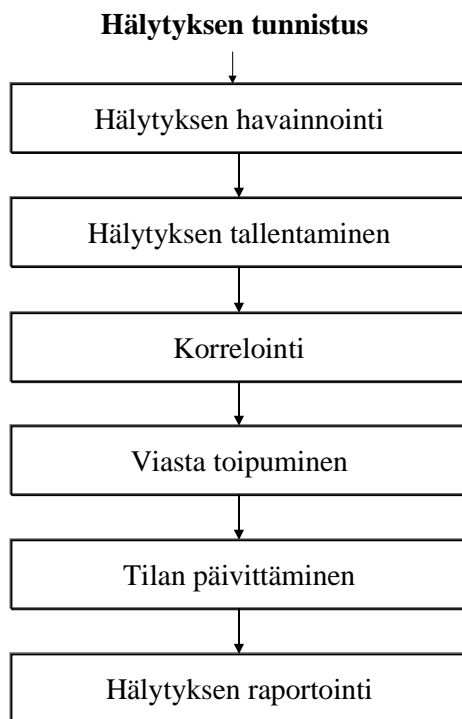 Hälytyksen tunnistus
Hälytyksen havainnointi
Hälytyksen tallentaminen
Korrelointi
Viasta toipuminen
Tilan päivittäminen
Hälytyksen raportointi